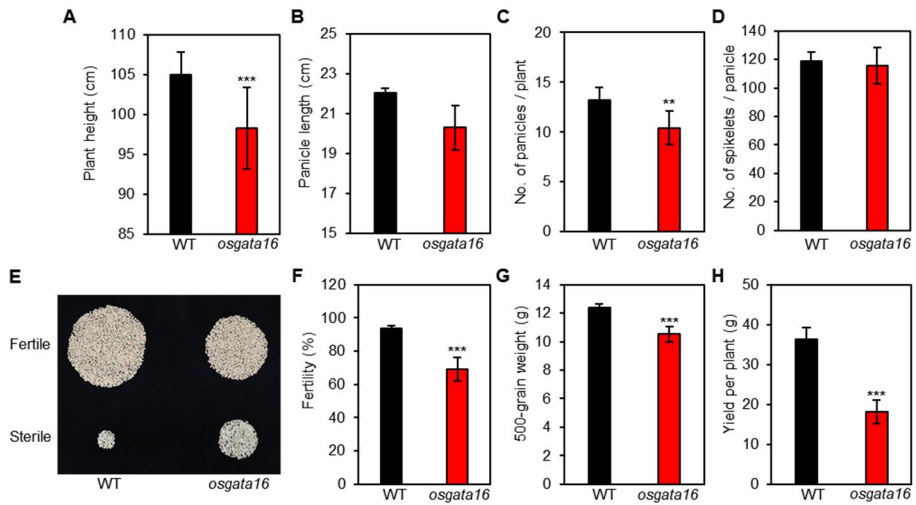 A
Plant height (cm)
110
105
100
95
90
85
***
WT
osgata16
B
Panicle length (cm)
23
21
19
17
15
WT
osgata16
C
No. of panicles / plant
20
15
10
5
0
**
WT
osgata16
D
No. of spikelets / panicle
140
120
100
80
60
40
20
0
WT
osgata16
E
Fertile
Sterile
WT
osgata16
F
Fertility (%)
120
100
80
60
40
20
0
***
WT
osgata16
G
500-grain weight (g)
14
12
10
8
6
4
2
0
***
WT
osgata16
H
Yield per plant (g)
50
40
30
20
10
0
***
WT
osgata16